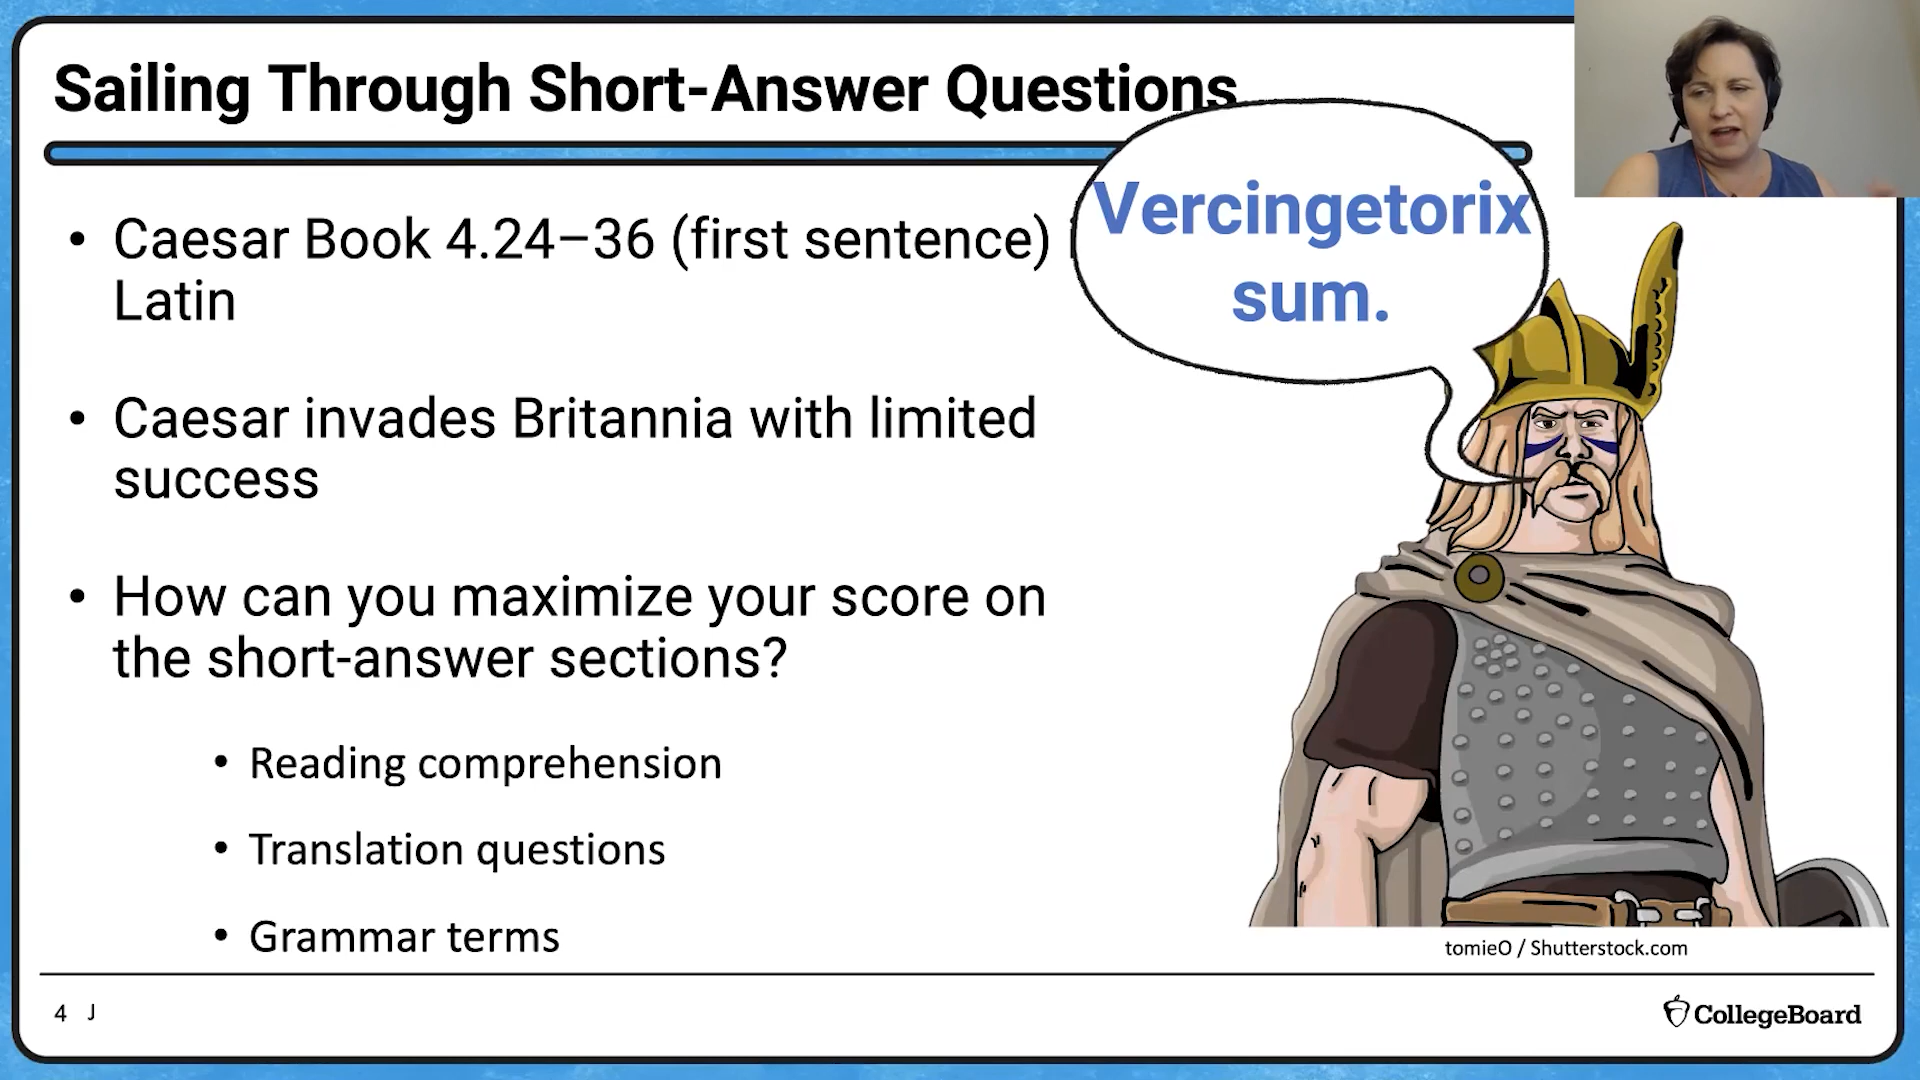 Sailing Through Short-Answer Questions
Caesar Book 4.24–36 (first sentence)
Latin
Caesar invades Britannia with limited
success
How can you maximize your score on
the short-answer sections?
Reading comprehension
Translation questions
Grammar terms
Vercingetorix
sum.
tomieO / Shutterstock.com
4 J
CollegeBoard